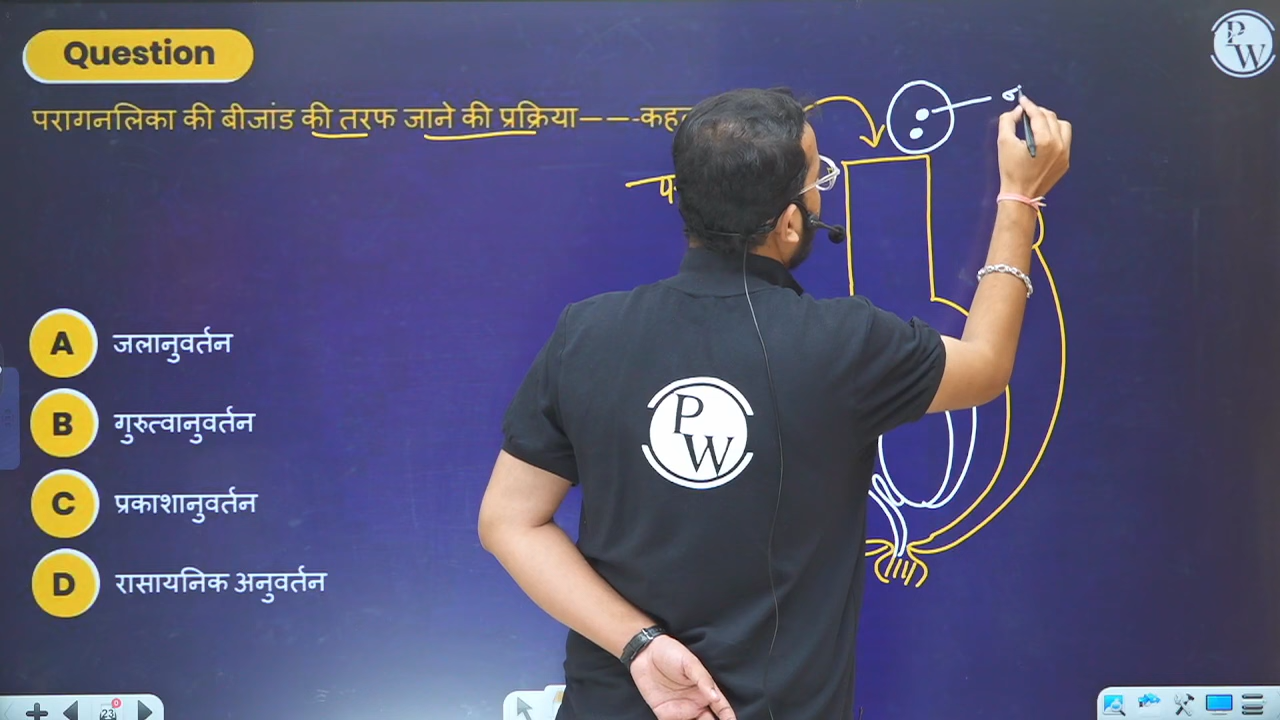 Question
PW
परागनलिका की बीजांड की तरफ जाने की प्रक्रिया———कह
A जलानुवर्तन
B गुरुत्वानुवर्तन
C प्रकाशानुवर्तन
D रासायनिक अनुवर्तन
PW
23